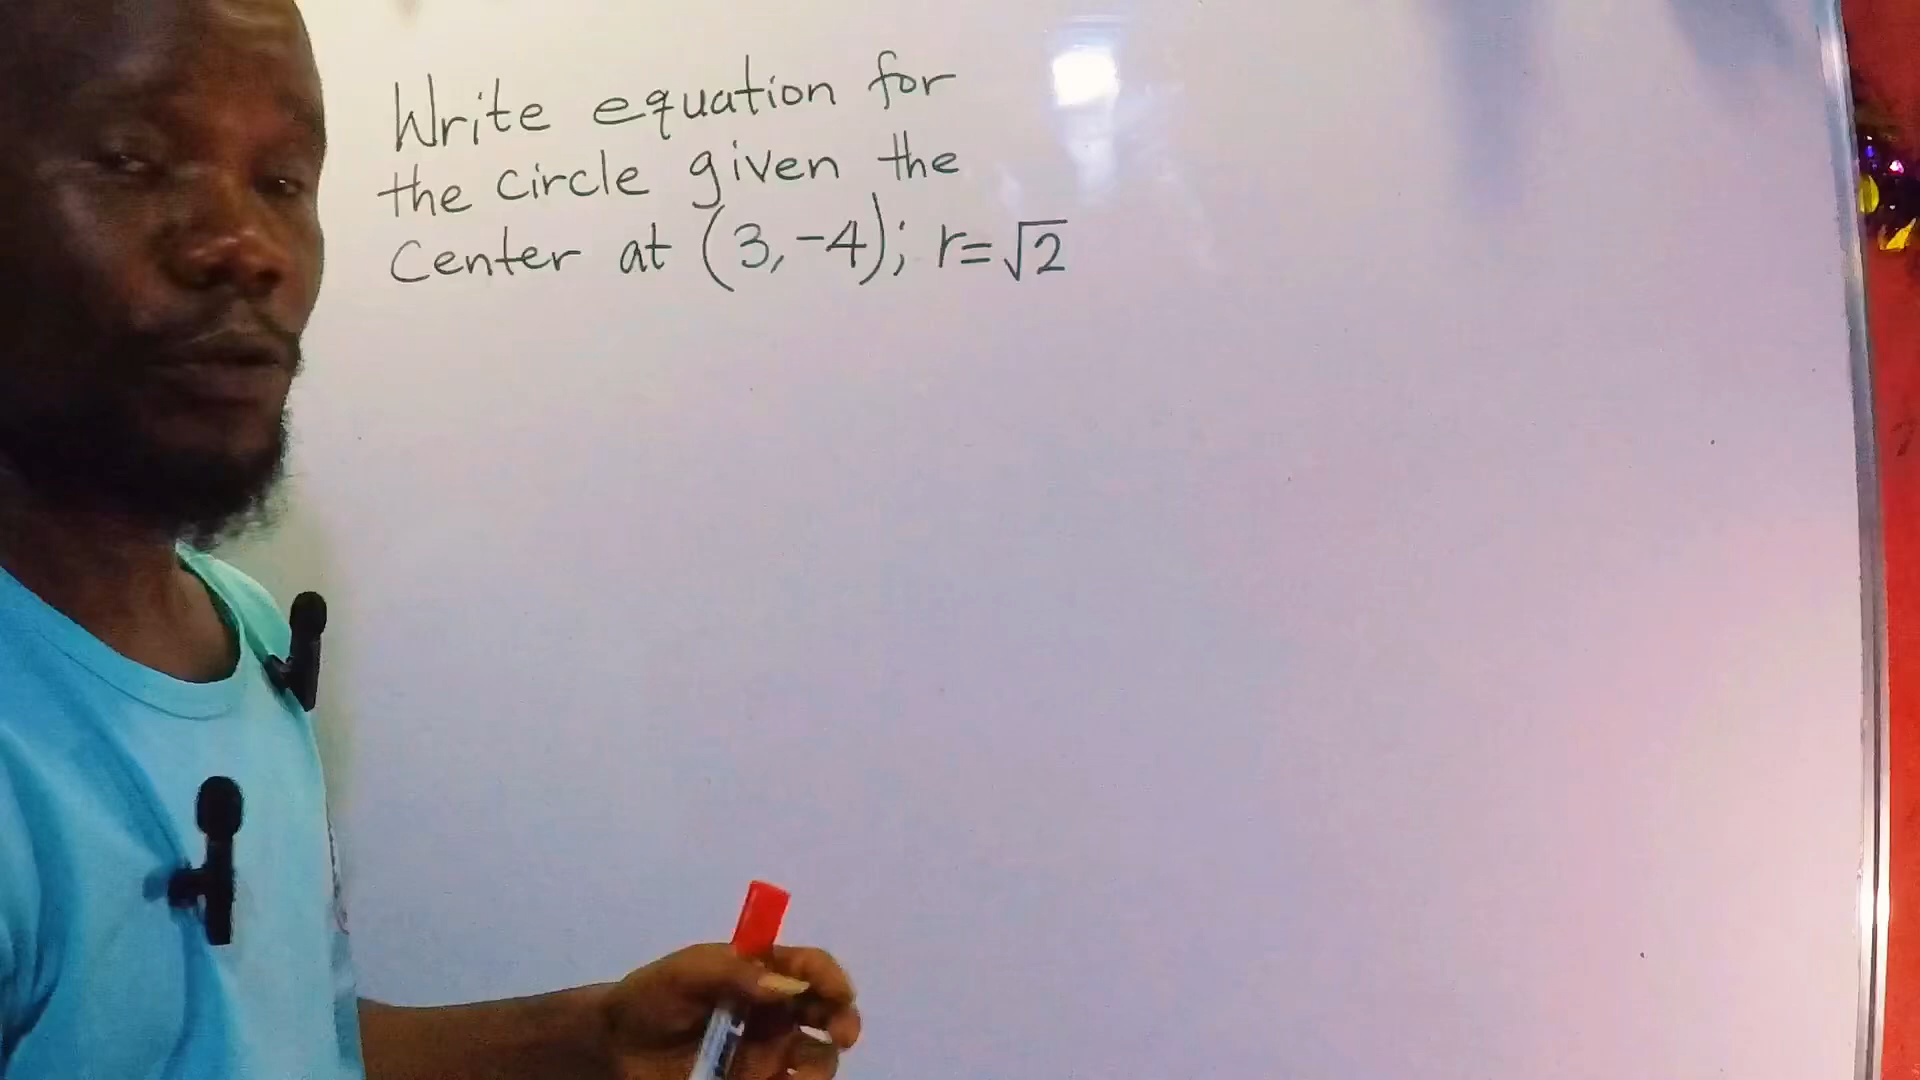 Write equation for
the circle given the
Center at (3,-4); r=√2